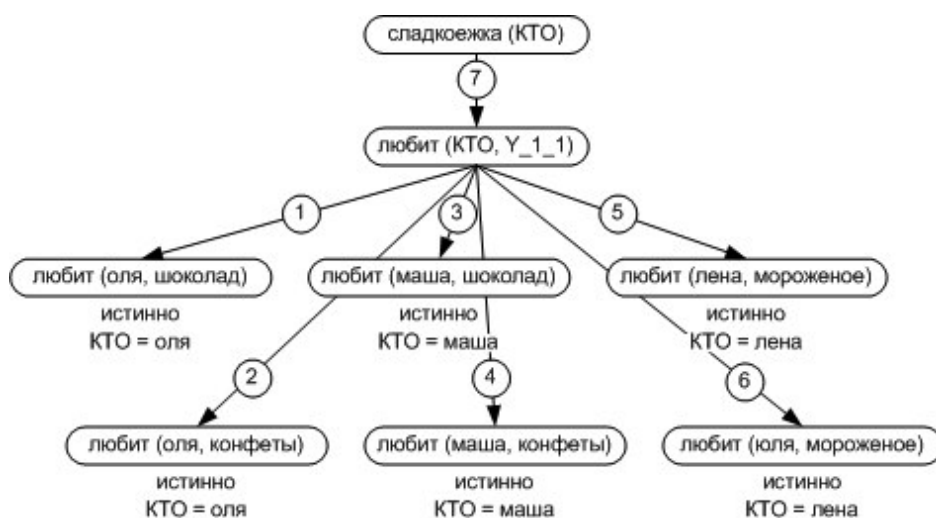 сладкоежка (КТО)
7
любит (КТО, Y_1_1)
1
3
5
любит (оля, шоколад)
любит (маша, шоколад)
любит (лена, мороженое)
истинно
КТО = оля
истинно
КТО = маша
истинно
КТО = лена
2
4
6
любит (оля, конфеты)
любит (маша, конфеты)
любит (юля, мороженое)
истинно
КТО = оля
истинно
КТО = маша
истинно
КТО = лена